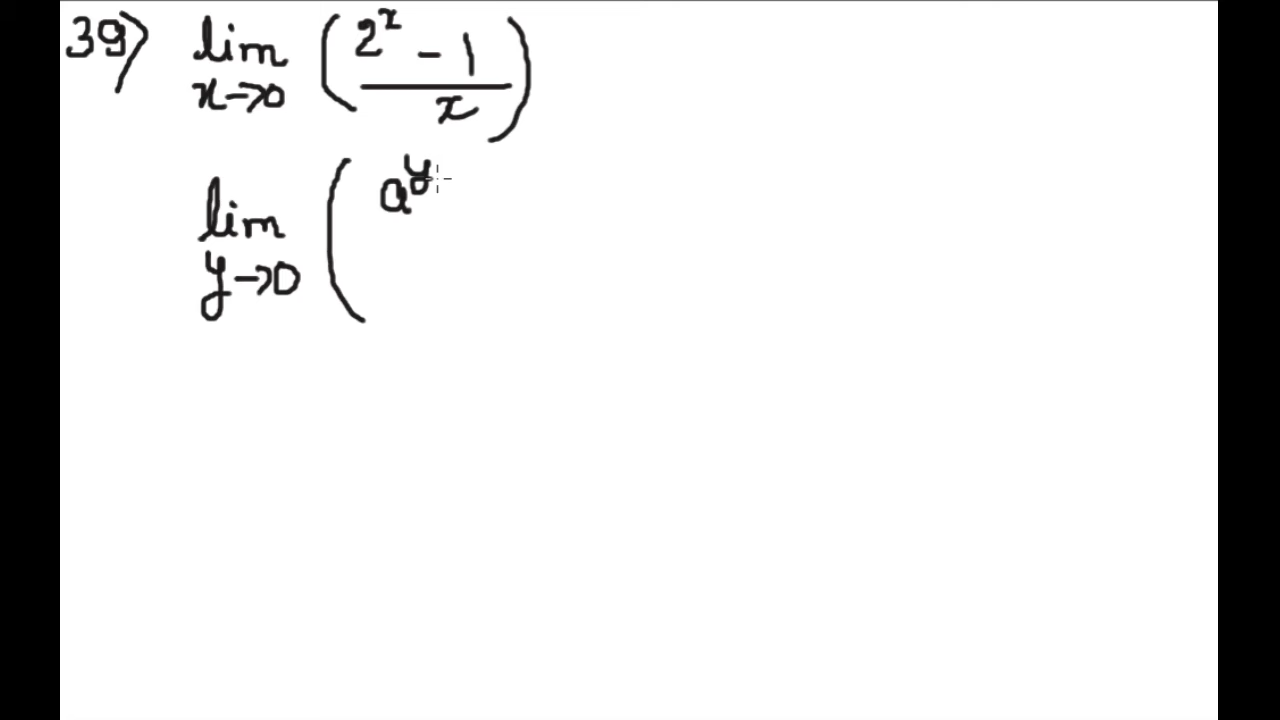 39) lim x→0 ( 2^x - 1 / x )
lim y→0 ( a^y